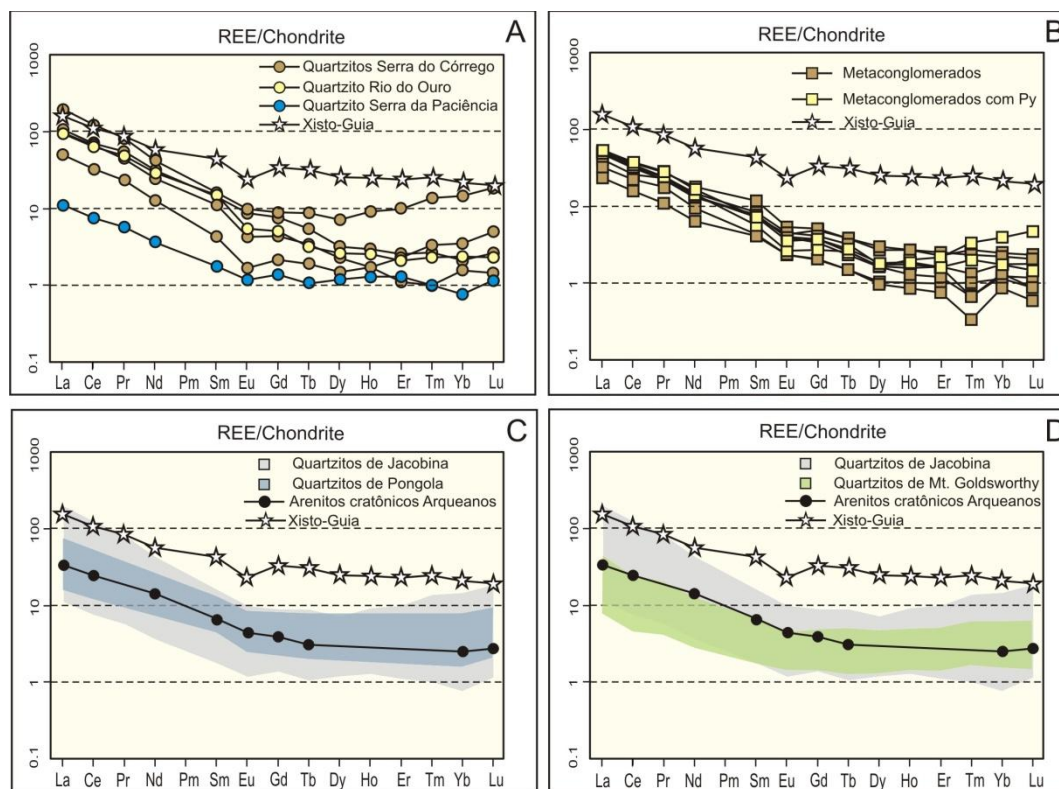 REE/Chondrite
A
Quartzitos Serra do Córrego
Quartzito Rio do Ouro
Quartzito Serra da Paciência
Xisto-Guia
1000
100
10
1
0.1
La Ce Pr Nd Pm Sm Eu Gd Tb Dy Ho Er Tm Yb Lu
REE/Chondrite
B
Metaconglomerados
Metaconglomerados com Py
Xisto-Guia
1000
100
10
1
0.1
La Ce Pr Nd Pm Sm Eu Gd Tb Dy Ho Er Tm Yb Lu
REE/Chondrite
C
Quartzitos de Jacobina
Quartzitos de Pongola
Arenitos cratônicos Arqueanos
Xisto-Guia
1000
100
10
1
0.1
La Ce Pr Nd Pm Sm Eu Gd Tb Dy Ho Er Tm Yb Lu
REE/Chondrite
D
Quartzitos de Jacobina
Quartzitos de Mt. Goldsworthy
Arenitos cratônicos Arqueanos
Xisto-Guia
1000
100
10
1
0.1
La Ce Pr Nd Pm Sm Eu Gd Tb Dy Ho Er Tm Yb Lu